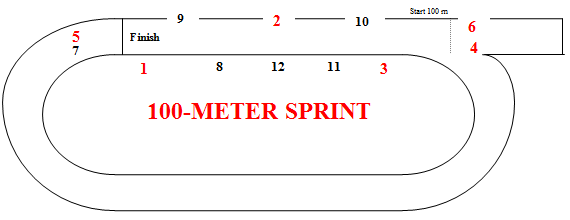 Start 100 m
9 2 10 6
5 Finish 4
7
1 8 12 11 3
100-METER SPRINT